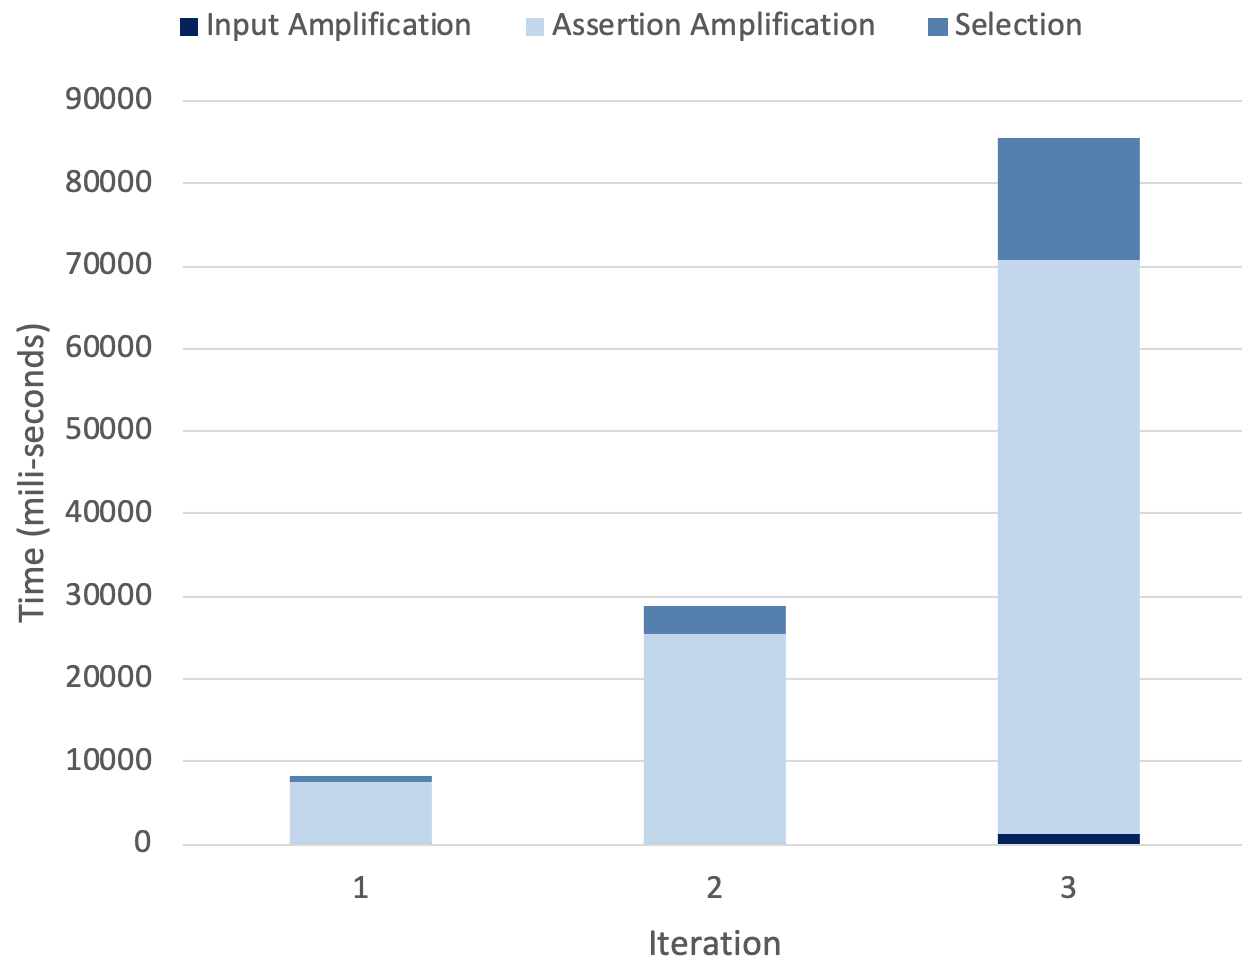 Input Amplification Assertion Amplification Selection
90000
80000
70000
60000
50000
40000
30000
20000
10000
0
Time (mili-seconds)
1 2 3
Iteration